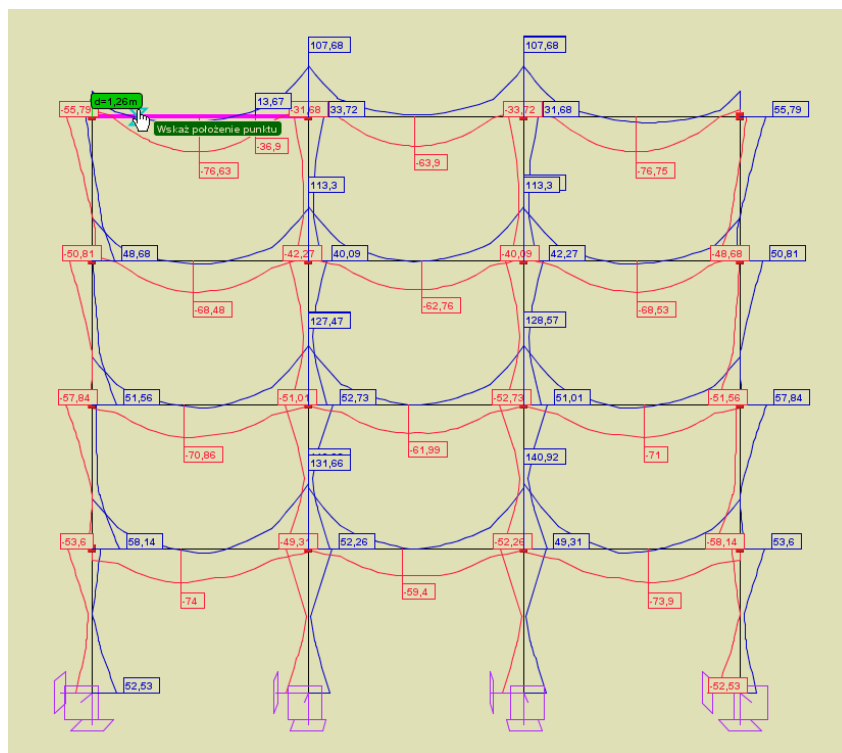 107,68 107,68
d=1,26m
-55,79 13,67 -31,68 33,72 -33,72 31,68 55,79
Wskaż położenie punktu
-36,9
-76,63 -63,9 -76,75
113,3 113,3
-50,81 48,68 -42,27 40,09 -40,09 42,27 -48,68 50,81
-68,48 -62,76 -68,53
127,47 128,57
-57,84 51,56 -51,01 52,73 -52,73 51,01 -51,56 57,84
-70,86 -61,99 -71
131,66 140,92
-53,6 58,14 -49,31 52,26 -52,26 49,31 -58,14 53,6
-74 -59,4 -73,9
52,53 -52,53